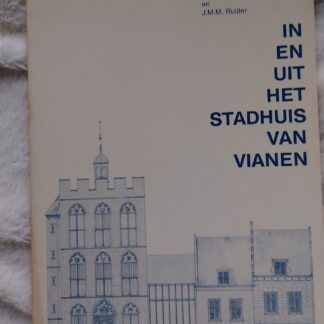 en
J.M.M. Ruijter
IN
EN
UIT
HET
STADHUIS
VAN
VIANEN